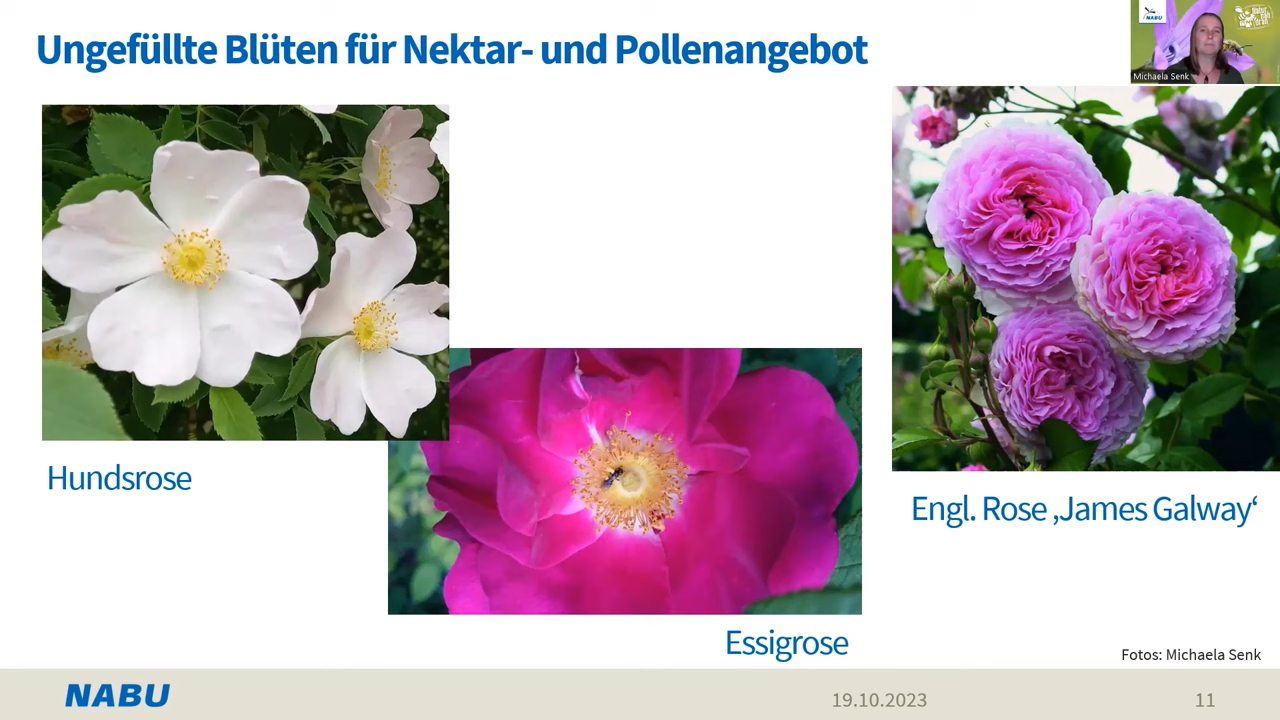 Ungefüllte Blüten für Nektar- und Pollenangebot
NABU
Michaela Senk
Hundsrose
Engl. Rose ‚James Galway‘
Essigrose
Fotos: Michaela Senk
NABU
19.10.2023
11